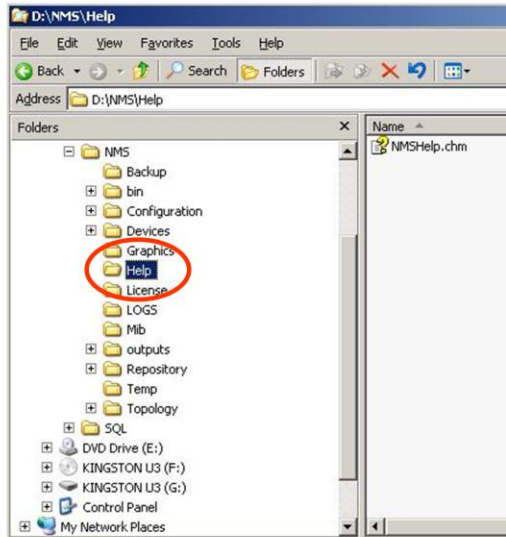 D:\NMS\Help
File Edit View Favorites Tools Help
Back Search Folders
Address D:\NMS\Help
Folders
Name
NMS
Backup
bin
Configuration
Devices
Graphics
Help
License
LOGS
Mib
outputs
Repository
Temp
Topology
SQL
DVD Drive (E:)
KINGSTON U3 (F:)
KINGSTON U3 (G:)
Control Panel
My Network Places
NMSHelp.chm